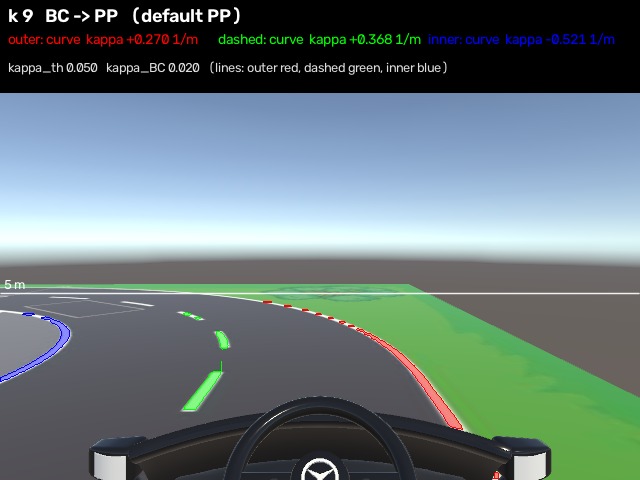 k 9 BC -> PP (default PP)
outer: curve kappa +0.270 1/m dashed: curve kappa +0.368 1/m inner: curve kappa -0.521 1/m
kappa_th 0.050 kappa_BC 0.020 (lines: outer red, dashed green, inner blue)
5 m